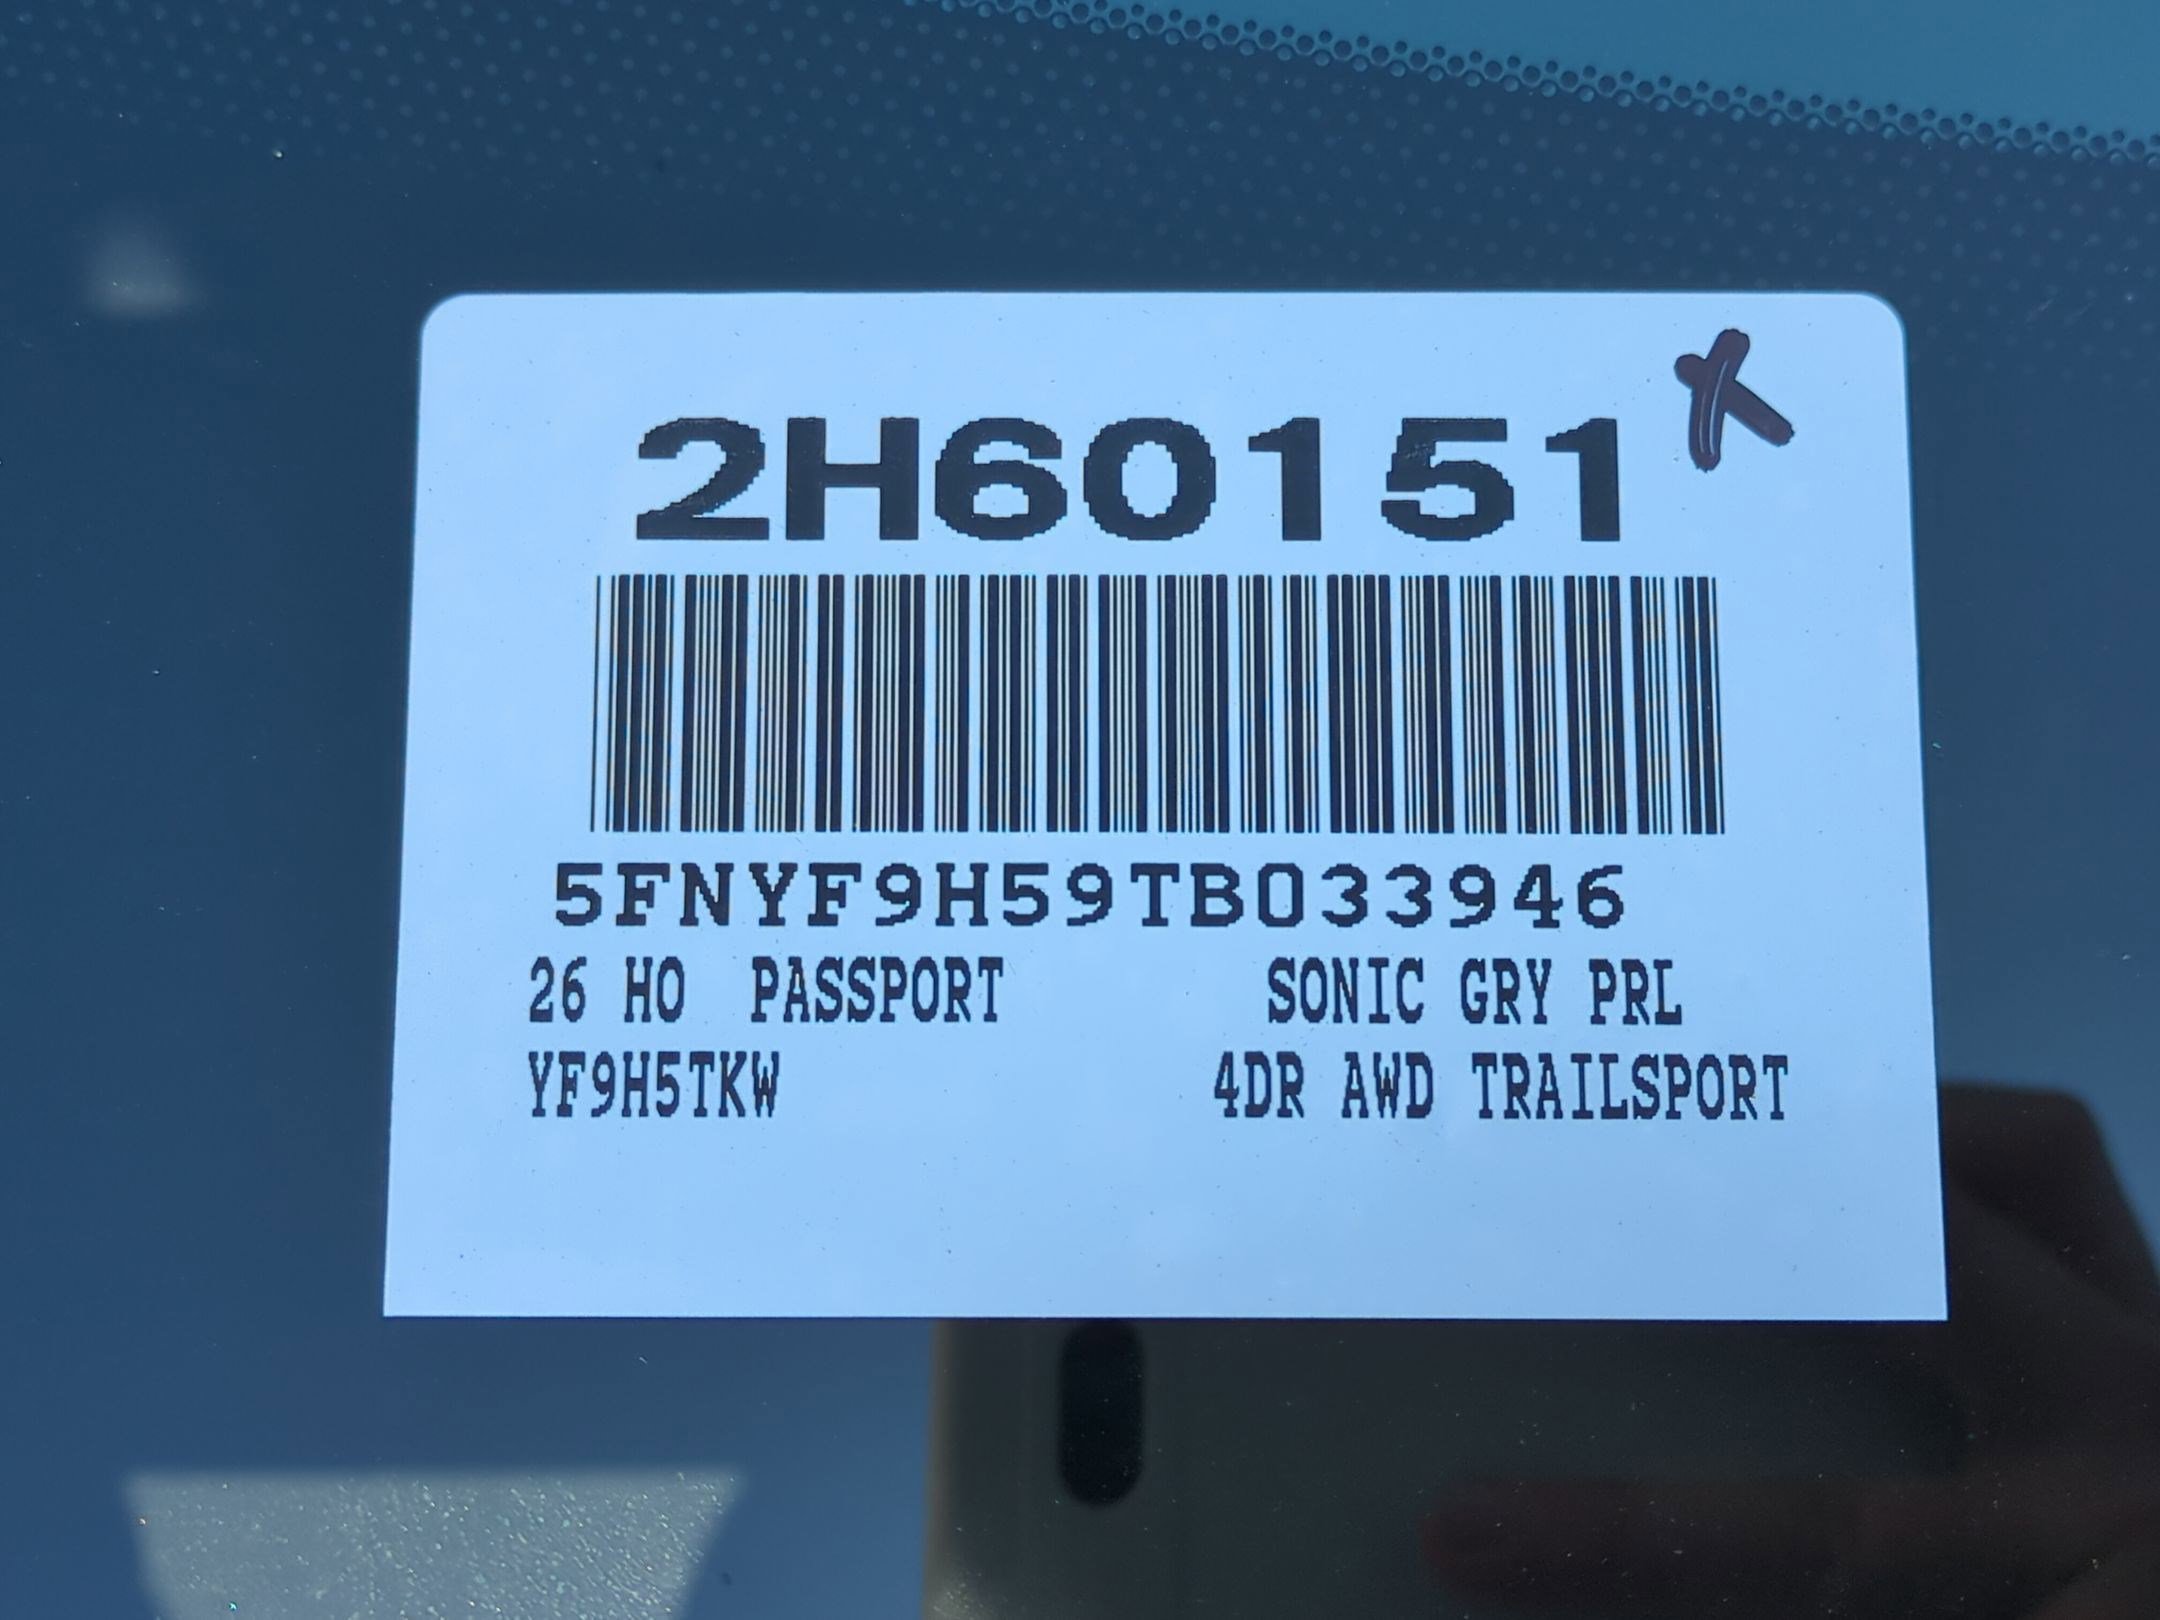 2H60151
5FNYF9H59TB033946
26 HO PASSPORT SONIC GRY PRL
YF9H5TKW 4DR AWD TRAILSPORT